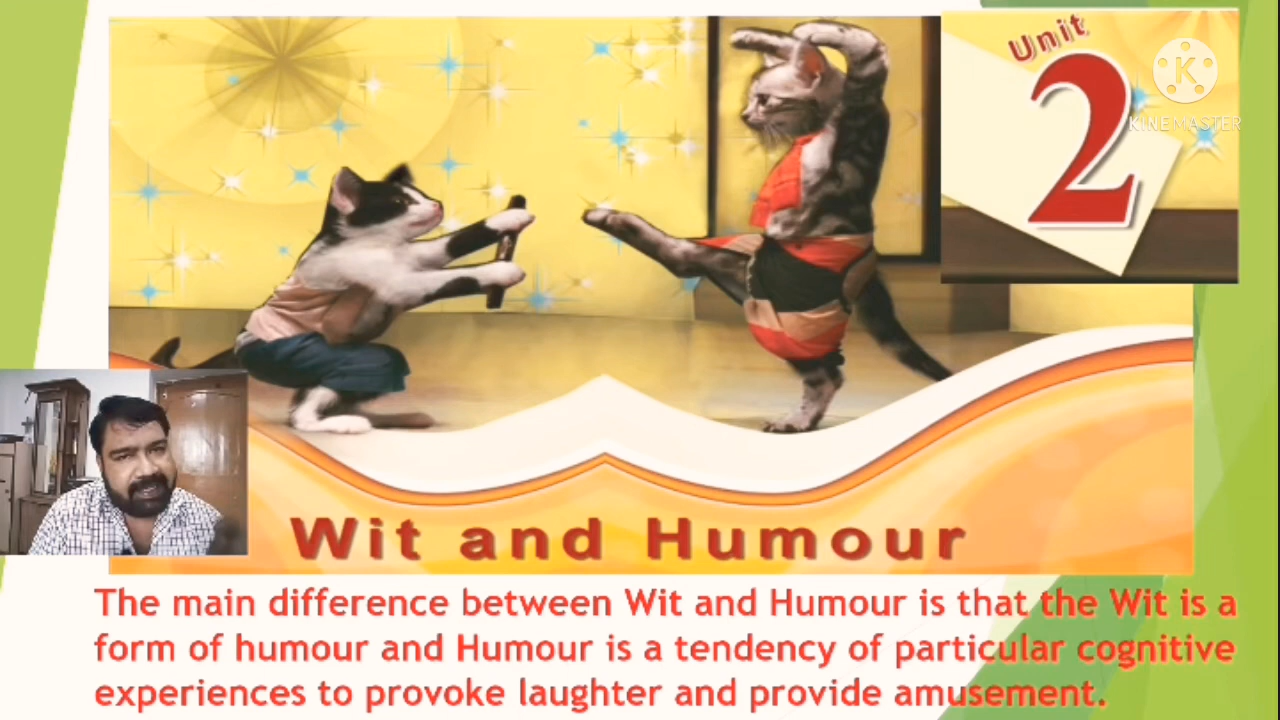 Unit
2
K
KINEMASTER
Wit and Humour
The main difference between Wit and Humour is that the Wit is a
form of humour and Humour is a tendency of particular cognitive
experiences to provoke laughter and provide amusement.